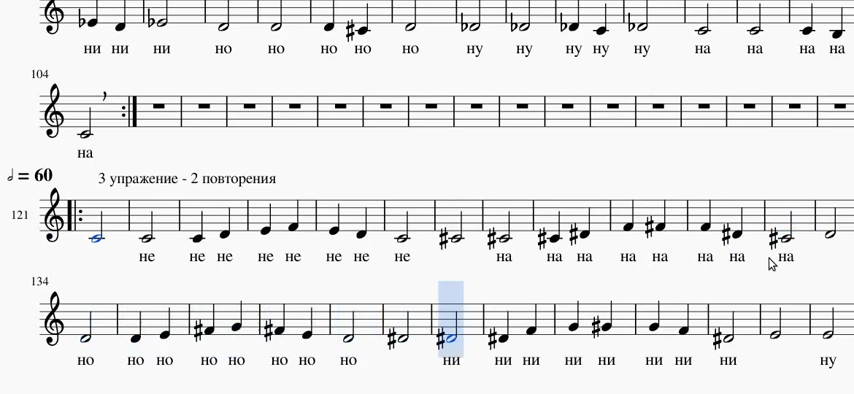 ни ни ни но но но но но ну ну ну ну ну на на на на
104
на
𝅗𝅥 = 60 3 упражение - 2 повторения
121
не не не не не не не не на на на на на на на на
134
но но но но но но но но ни ни ни ни ни ни ни ни ну